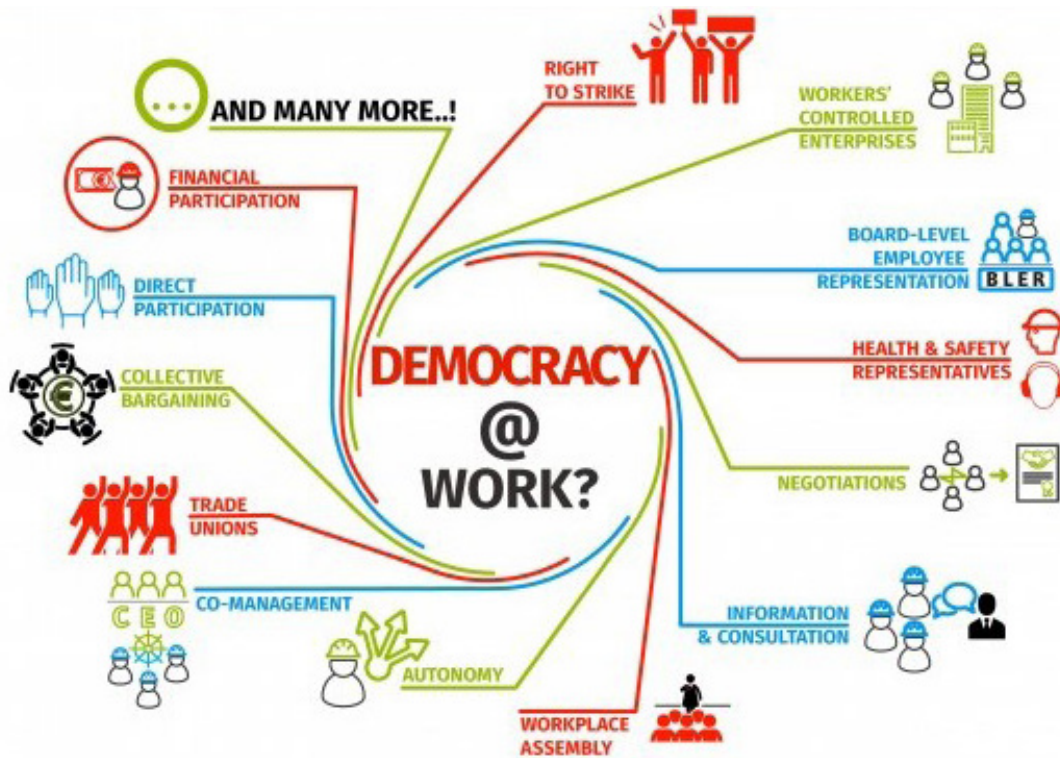 DEMOCRACY
@
WORK?
RIGHT
TO STRIKE
WORKERS'
CONTROLLED
ENTERPRISES
BOARD-LEVEL
EMPLOYEE
REPRESENTATION
BLER
HEALTH & SAFETY
REPRESENTATIVES
NEGOTIATIONS
INFORMATION
& CONSULTATION
WORKPLACE
ASSEMBLY
AUTONOMY
CO-MANAGEMENT
CEO
TRADE
UNIONS
COLLECTIVE
BARGAINING
€
DIRECT
PARTICIPATION
FINANCIAL
PARTICIPATION
€
... AND MANY MORE..!